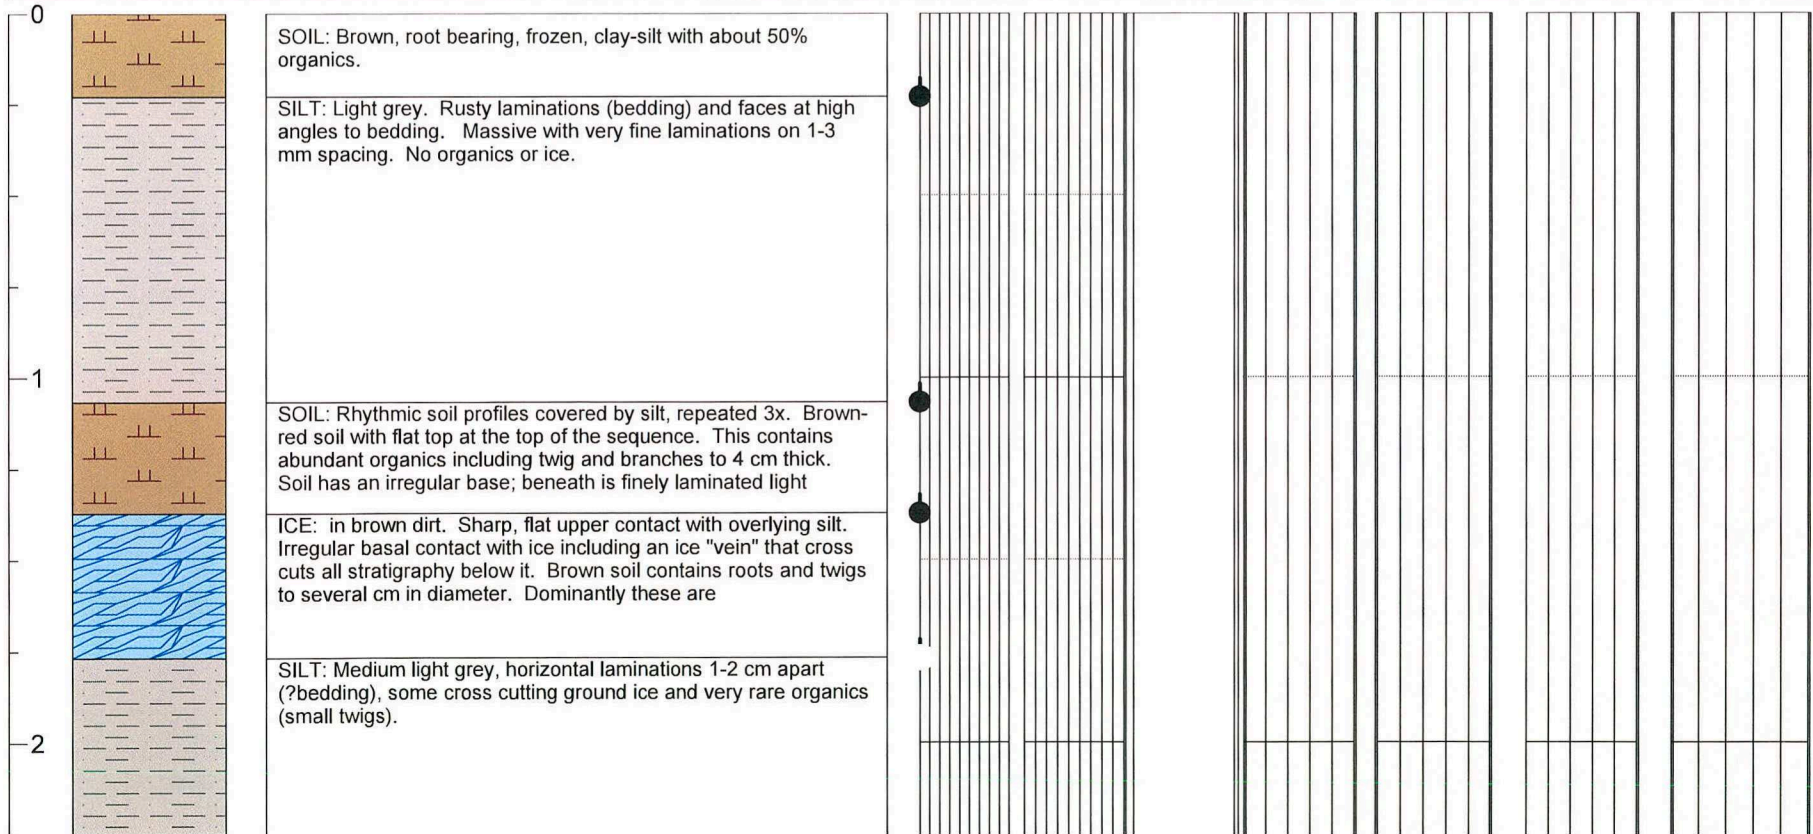 0
SOIL: Brown, root bearing, frozen, clay-silt with about 50%
organics.
SILT: Light grey. Rusty laminations (bedding) and faces at high
angles to bedding. Massive with very fine laminations on 1-3
mm spacing. No organics or ice.
1
SOIL: Rhythmic soil profiles covered by silt, repeated 3x. Brown-
red soil with flat top at the top of the sequence. This contains
abundant organics including twig and branches to 4 cm thick.
Soil has an irregular base; beneath is finely laminated light
ICE: in brown dirt. Sharp, flat upper contact with overlying silt.
Irregular basal contact with ice including an ice "vein" that cross
cuts all stratigraphy below it. Brown soil contains roots and twigs
to several cm in diameter. Dominantly these are
SILT: Medium light grey, horizontal laminations 1-2 cm apart
(?bedding), some cross cutting ground ice and very rare organics
(small twigs).
2